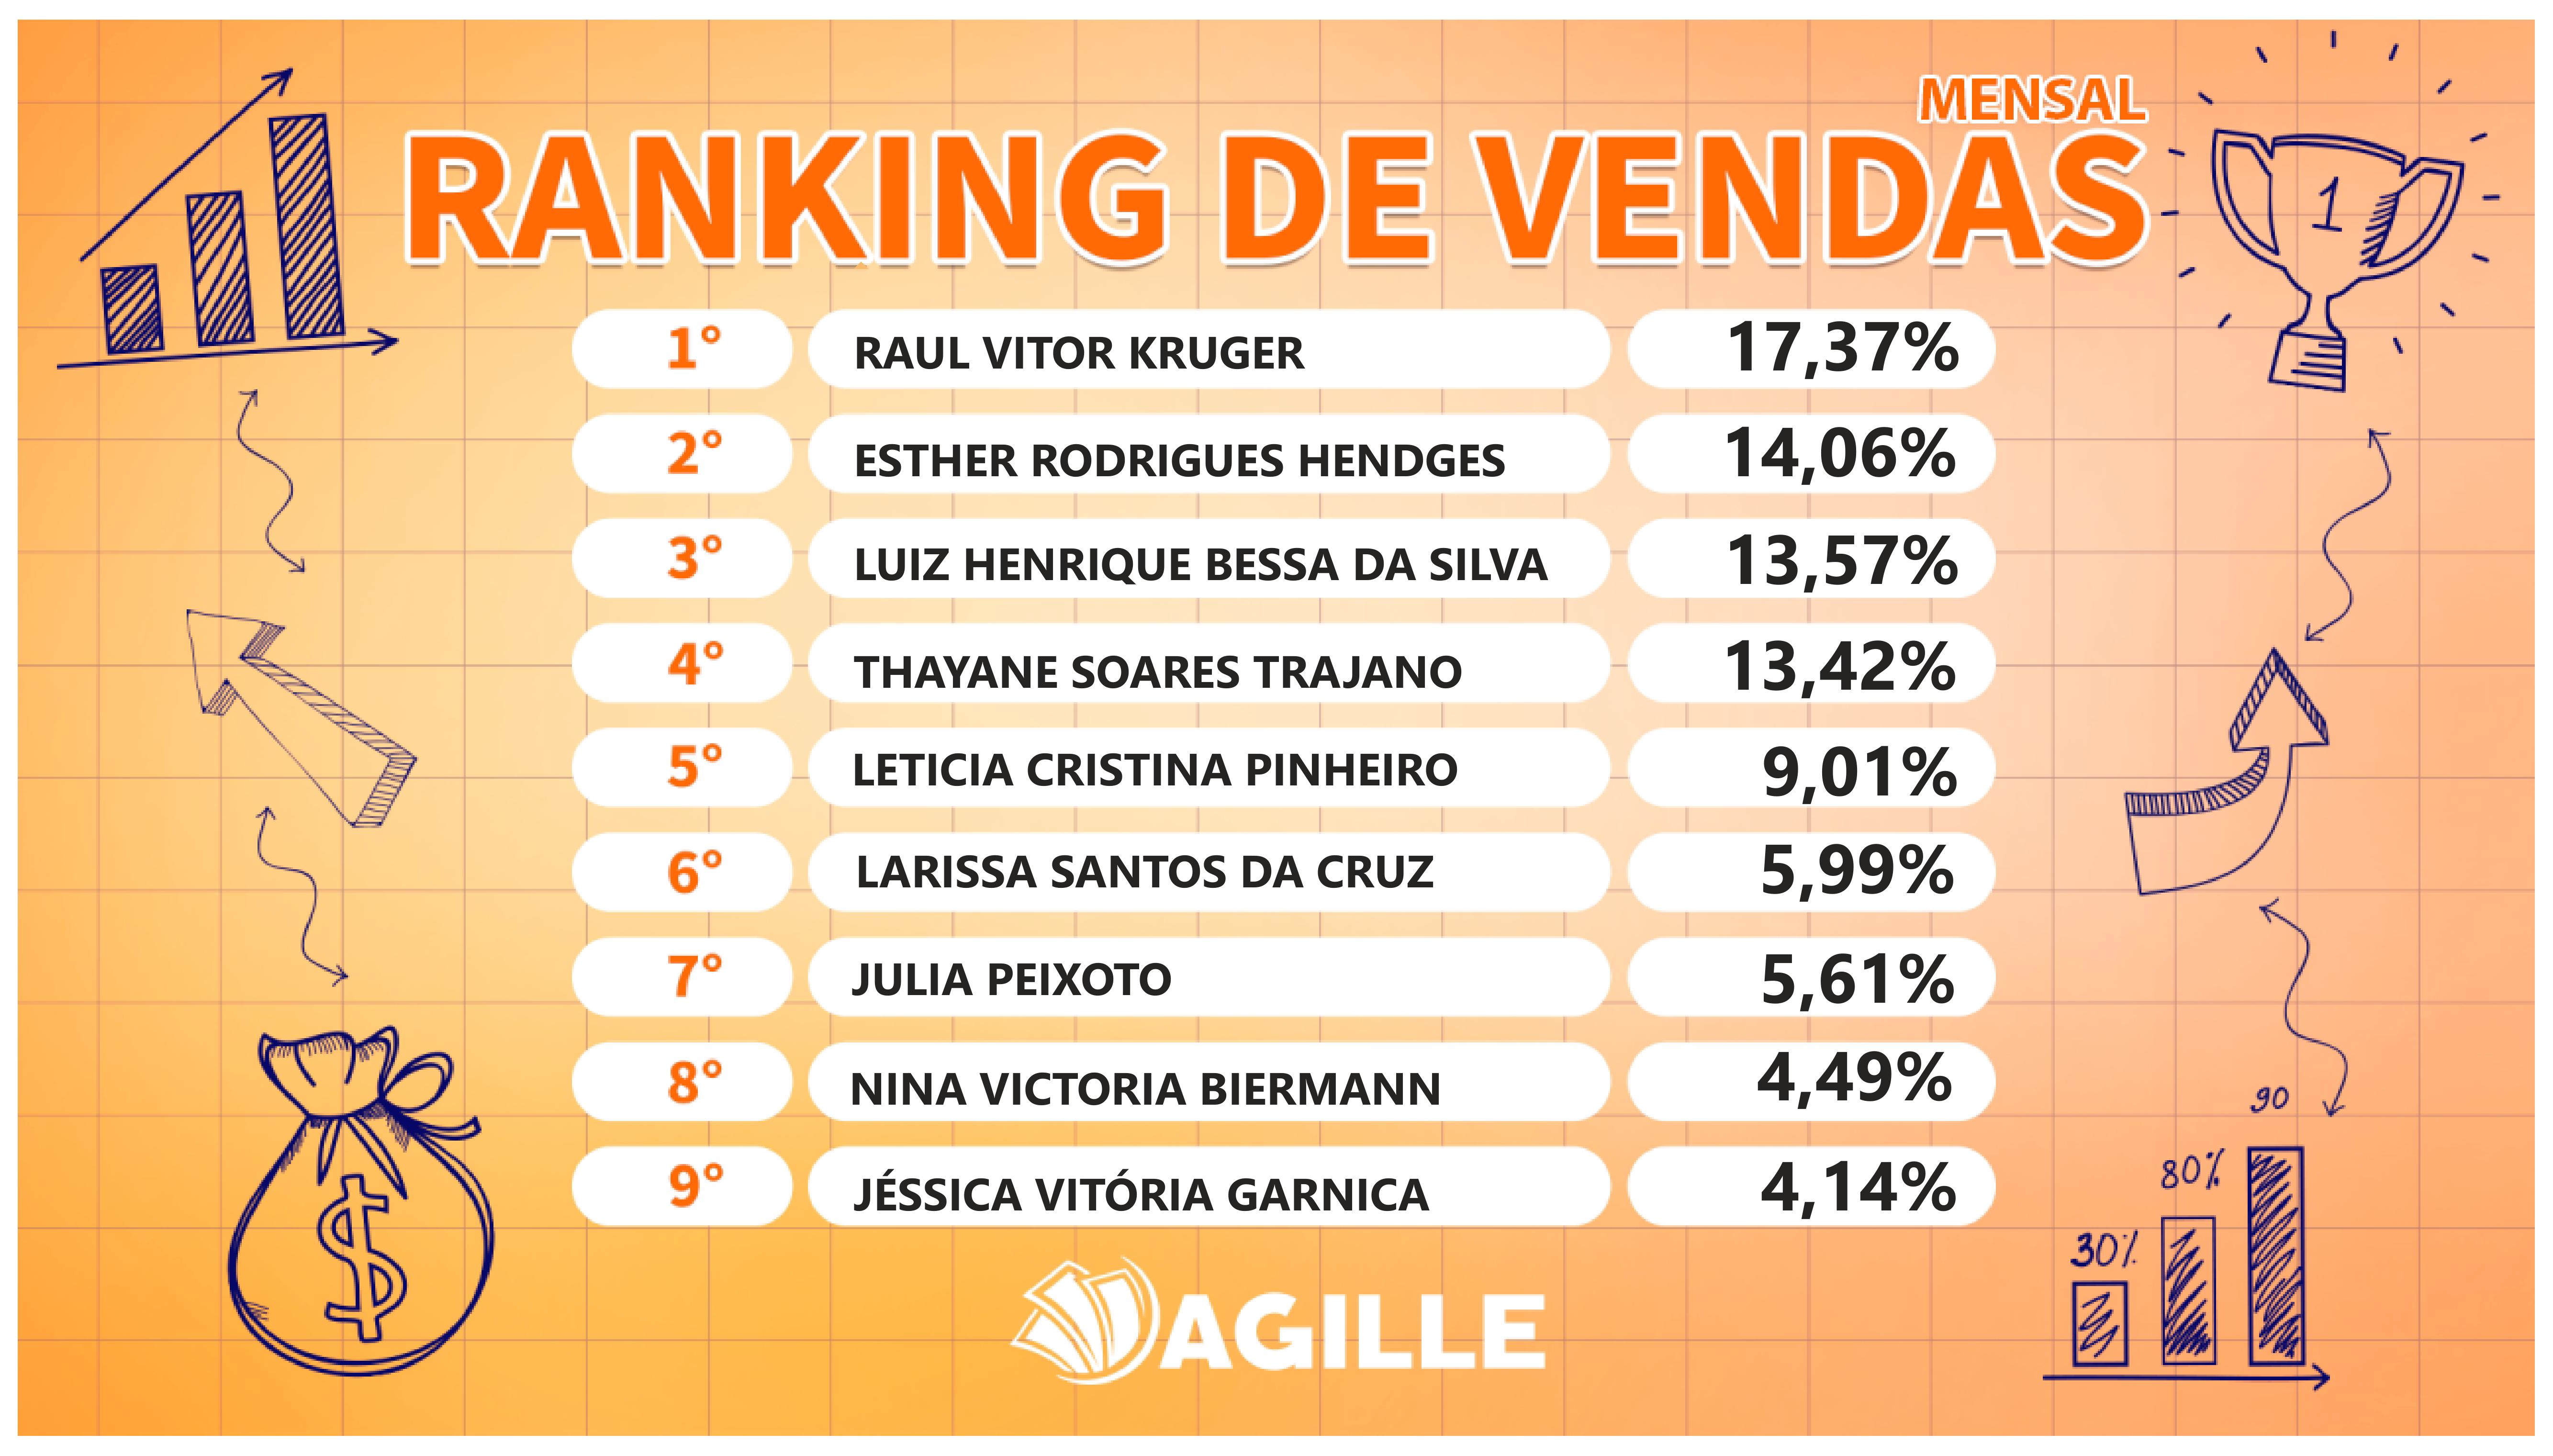 MENSAL
RANKING DE VENDAS
1
1° RAUL VITOR KRUGER 17,37%
2° ESTHER RODRIGUES HENDGES 14,06%
3° LUIZ HENRIQUE BESSA DA SILVA 13,57%
4° THAYANE SOARES TRAJANO 13,42%
5° LETICIA CRISTINA PINHEIRO 9,01%
6° LARISSA SANTOS DA CRUZ 5,99%
7° JULIA PEIXOTO 5,61%
8° NINA VICTORIA BIERMANN 4,49%
9° JÉSSICA VITÓRIA GARNICA 4,14%
90
80%
30%
$
AGILLE